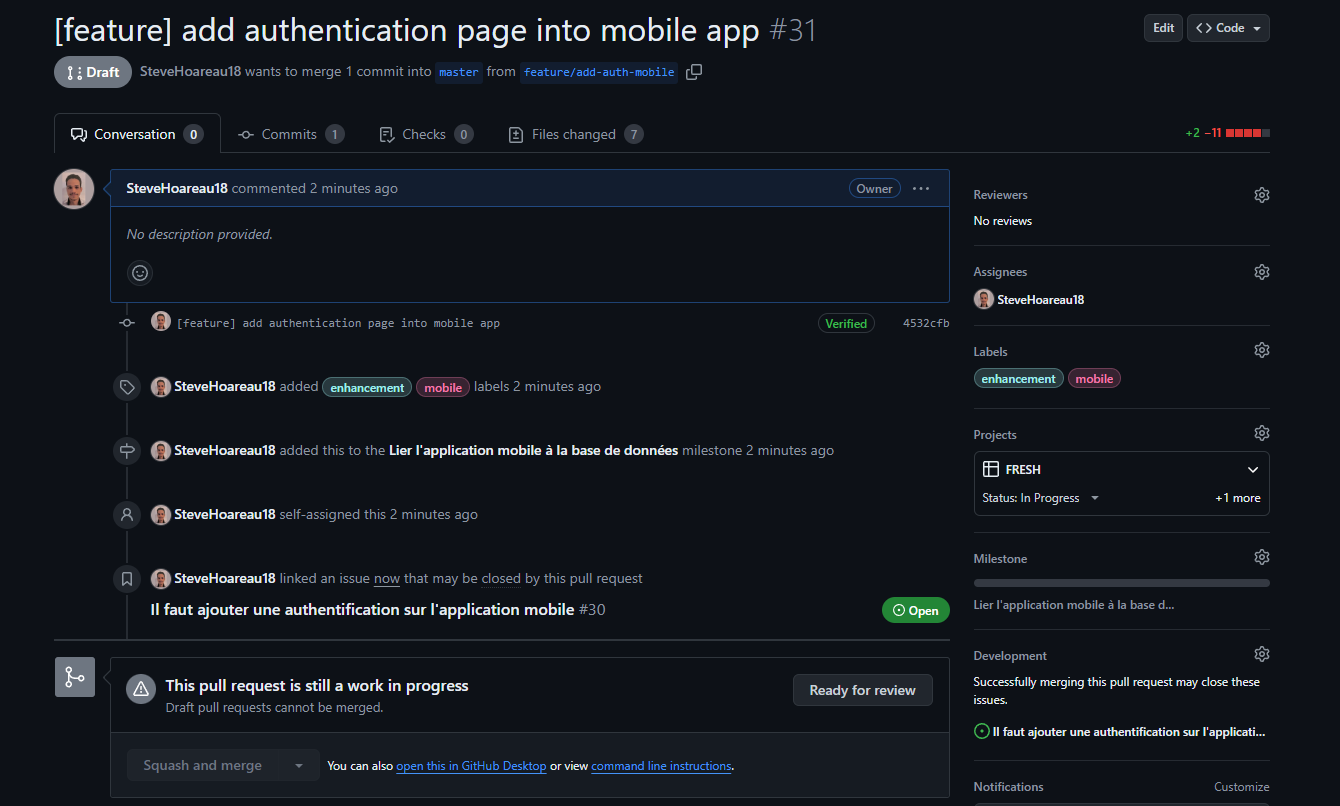 [feature] add authentication page into mobile app #31
Edit
<> Code
Draft
SteveHoareau18 wants to merge 1 commit into master from feature/add-auth-mobile
Conversation 0
Commits 1
Checks 0
Files changed 7
+2 −11
SteveHoareau18 commented 2 minutes ago
Owner
No description provided.
[feature] add authentication page into mobile app
Verified
4532cfb
SteveHoareau18 added enhancement mobile labels 2 minutes ago
SteveHoareau18 added this to the Lier l'application mobile à la base de données milestone 2 minutes ago
SteveHoareau18 self-assigned this 2 minutes ago
SteveHoareau18 linked an issue now that may be closed by this pull request
Il faut ajouter une authentification sur l'application mobile #30
Open
This pull request is still a work in progress
Draft pull requests cannot be merged.
Ready for review
Squash and merge
You can also open this in GitHub Desktop or view command line instructions.
Reviewers
No reviews
Assignees
SteveHoareau18
Labels
enhancement mobile
Projects
FRESH
Status: In Progress
+1 more
Milestone
Lier l'application mobile à la base d...
Development
Successfully merging this pull request may close these
issues.
Il faut ajouter une authentification sur l'applicati...
Notifications
Customize